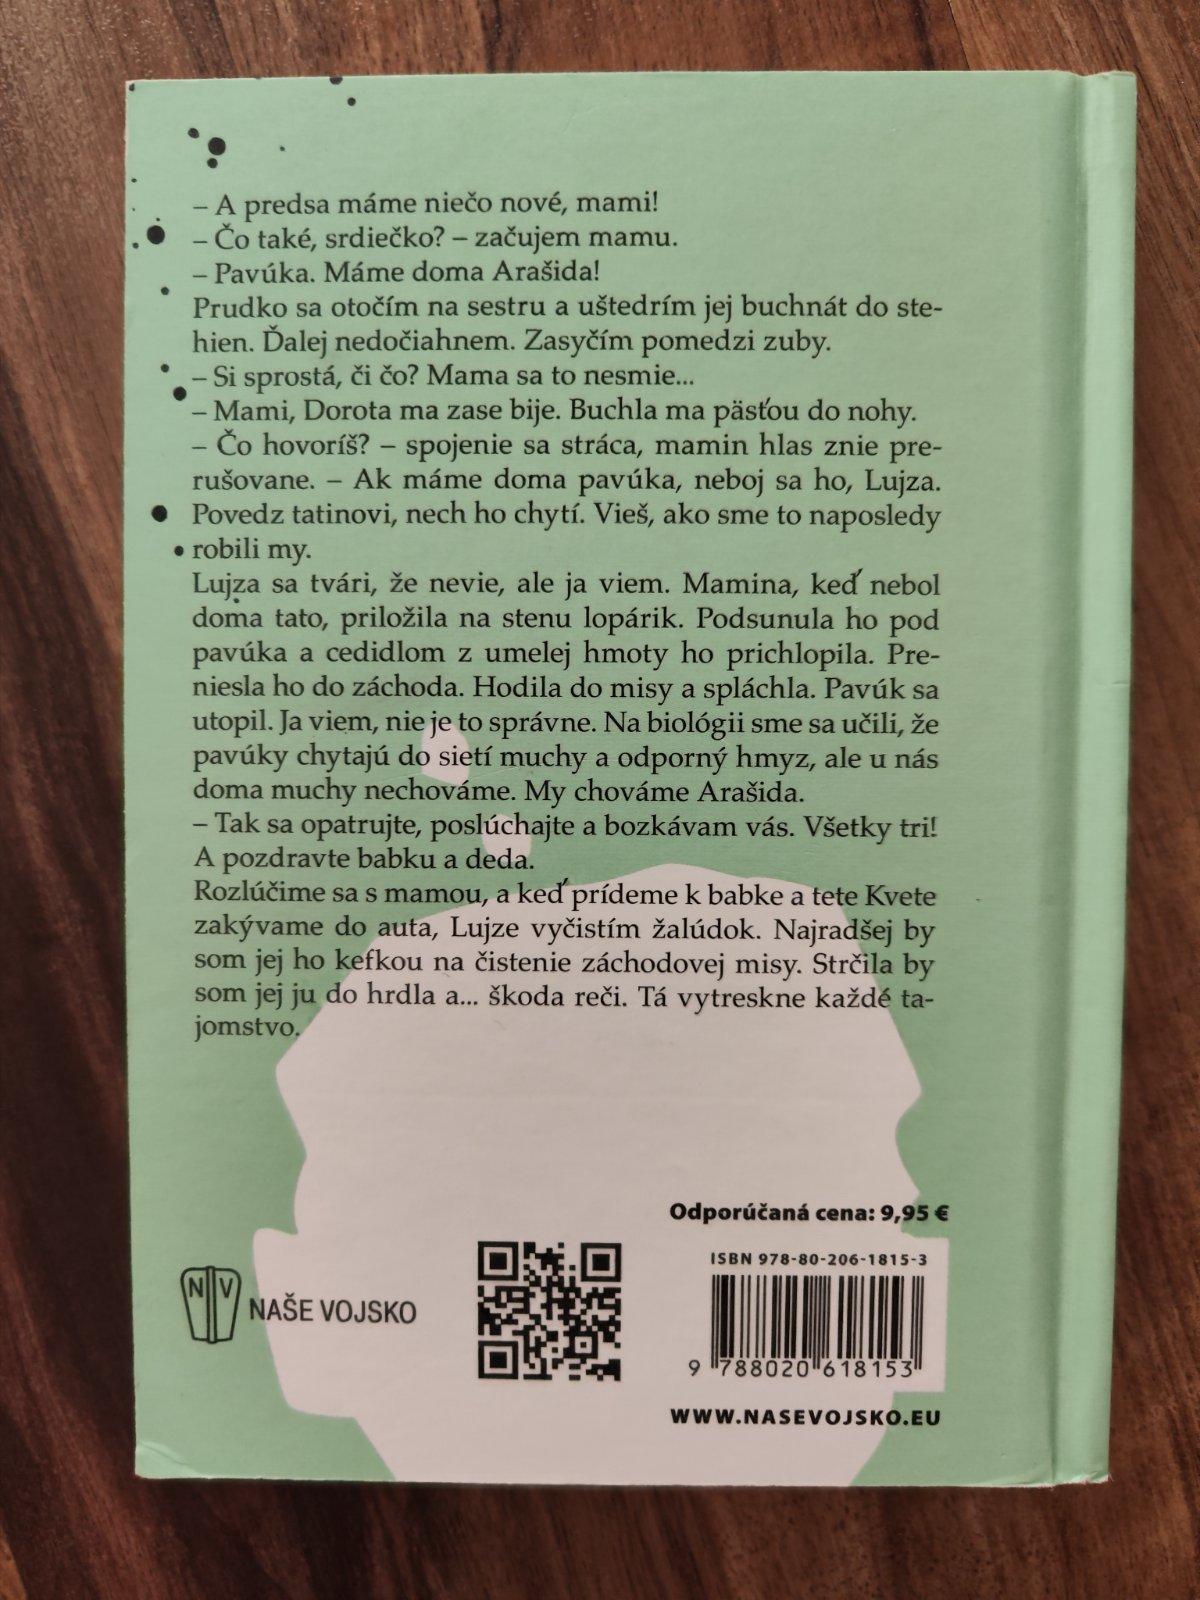 – A predsa máme niečo nové, mami!
– Čo také, srdiečko? – začujem mamu.
– Pavúka. Máme doma Arašida!
Prudko sa otočím na sestru a uštedrím jej buchnát do ste-
hien. Ďalej nedočiahnem. Zasyčím pomedzi zuby.
– Si sprostá, či čo? Mama sa to nesmie...
– Mami, Dorota ma zase bije. Buchla ma päsťou do nohy.
– Čo hovoríš? – spojenie sa stráca, mamin hlas znie pre-
rušovane. – Ak máme doma pavúka, neboj sa ho, Lujza.
Povedz tatinovi, nech ho chytí. Vieš, ako sme to naposledy
robili my.
Lujza sa tvári, že nevie, ale ja viem. Mamina, keď nebol
doma tato, priložila na stenu lopárik. Podsunula ho pod
pavúka a cedidlom z umelej hmoty ho prichlopila. Pre-
niesla ho do záchoda. Hodila do misy a spláchla. Pavúk sa
utopil. Ja viem, nie je to správne. Na biológii sme sa učili, že
pavúky chytajú do sietí muchy a odporný hmyz, ale u nás
doma muchy nechováme. My chováme Arašida.
– Tak sa opatrujte, poslúchajte a bozkávam vás. Všetky tri!
A pozdravte babku a deda.
Rozlúčime sa s mamou, a keď prídeme k babke a tete Kvete
zakývame do auta, Lujze vyčistím žalúdok. Najradšej by
som jej ho kefkou na čistenie záchodovej misy. Strčila by
som jej ju do hrdla a... škoda reči. Tá vytreskne každé ta-
jomstvo.
Odporúčaná cena: 9,95 €
ISBN 978-80-206-1815-3
NV NAŠE VOJSKO
9 788020 618153
WWW.NASEVOJSKO.EU